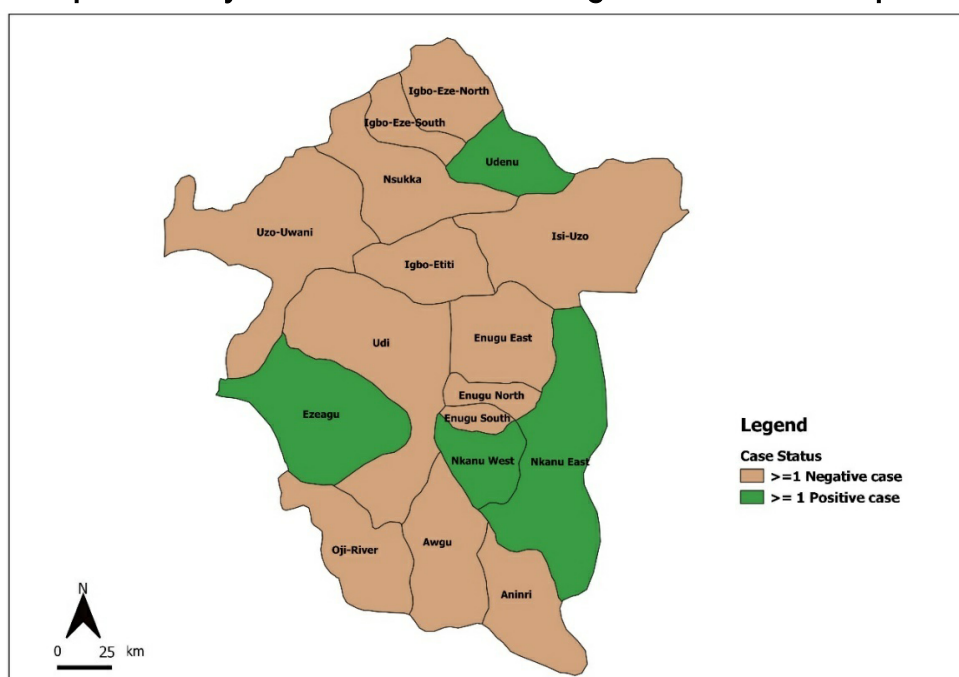 Igbo-Eze-North
Igbo-Eze-South
Udenu
Nsukka
Uzo-Uwani
Isi-Uzo
Igbo-Etiti
Udi
Enugu East
Enugu North
Ezeagu
Enugu South
Nkanu West
Nkanu East
Oji-River
Awgu
Aninri
Legend
Case Status
>=1 Negative case
>= 1 Positive case
N
0 25 km